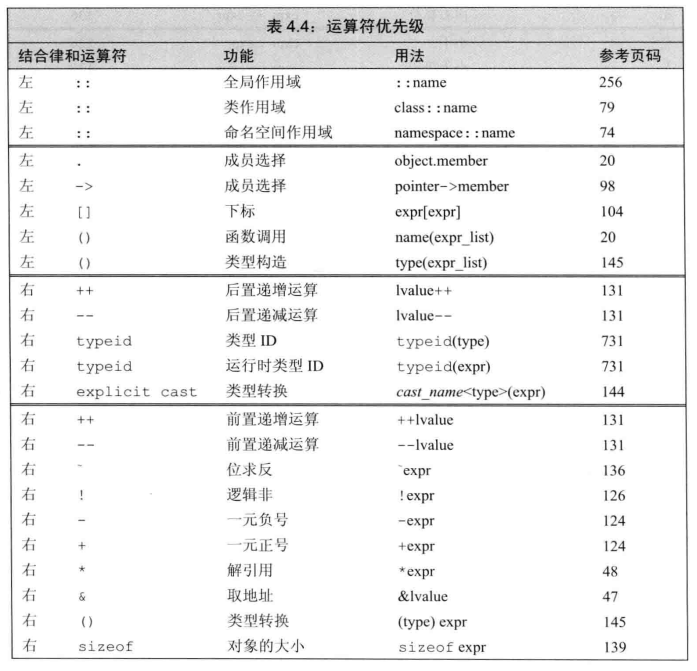 表 4.4：运算符优先级
结合律和运算符 功能 用法 参考页码
左 :: 全局作用域 ::name 256
左 :: 类作用域 class::name 79
左 :: 命名空间作用域 namespace::name 74
左 . 成员选择 object.member 20
左 -> 成员选择 pointer->member 98
左 [] 下标 expr[expr] 104
左 () 函数调用 name(expr_list) 20
左 () 类型构造 type(expr_list) 145
右 ++ 后置递增运算 lvalue++ 131
右 -- 后置递减运算 lvalue-- 131
右 typeid 类型 ID typeid(type) 731
右 typeid 运行时类型 ID typeid(expr) 731
右 explicit cast 类型转换 cast_name<type>(expr) 144
右 ++ 前置递增运算 ++lvalue 131
右 -- 前置递减运算 --lvalue 131
右 ~ 位求反 ~expr 136
右 ! 逻辑非 !expr 126
右 - 一元负号 -expr 124
右 + 一元正号 +expr 124
右 * 解引用 *expr 48
右 & 取地址 &lvalue 47
右 () 类型转换 (type) expr 145
右 sizeof 对象的大小 sizeof expr 139